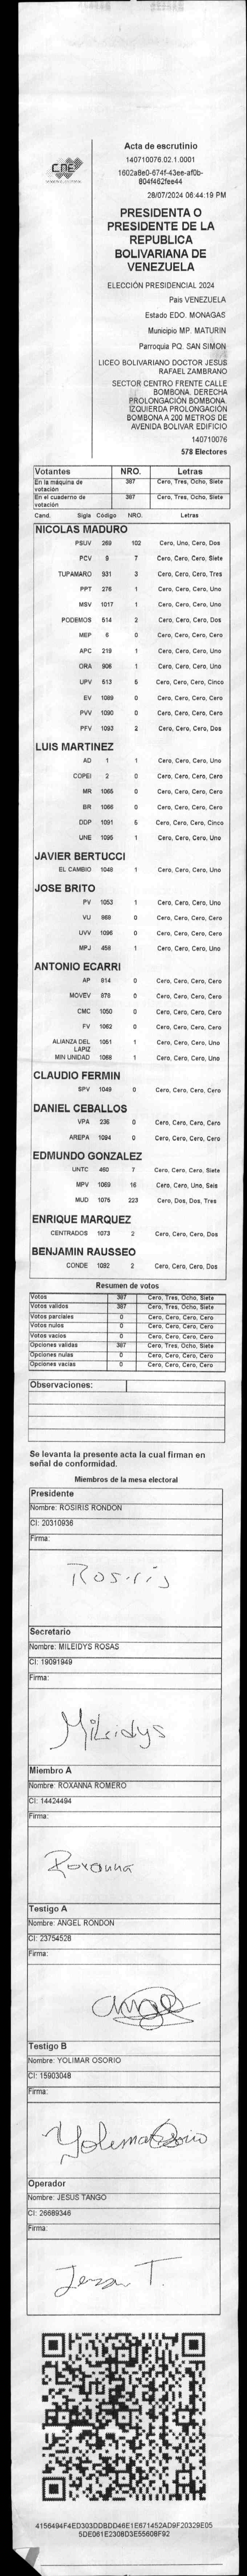 CNE
Acta de escrutinio
140710076.02.1.0001
1602a8e0-674f-43ee-af0b-
804f462fee44
28/07/2024 06:44:19 PM
PRESIDENTA O
PRESIDENTE DE LA
REPUBLICA
BOLIVARIANA DE
VENEZUELA
ELECCIÓN PRESIDENCIAL 2024
País VENEZUELA
Estado EDO. MONAGAS
Municipio MP. MATURIN
Parroquia PQ. SAN SIMON
LICEO BOLIVARIANO DOCTOR JESUS
RAFAEL ZAMBRANO
SECTOR CENTRO FRENTE CALLE
BOMBONA. DERECHA
PROLONGACIÓN BOMBONA.
IZQUIERDA PROLONGACIÓN
BOMBONA A 200 METROS DE
AVENIDA BOLIVAR EDIFICIO
140710076
578 Electores
Votantes NRO. Letras
En la máquina de votación 387 Cero, Tres, Ocho, Siete
En el cuaderno de votación 387 Cero, Tres, Ocho, Siete
Cand. Sigla Código NRO. Letras
NICOLAS MADURO
PSUV 269 102 Cero, Uno, Cero, Dos
PCV 9 7 Cero, Cero, Cero, Siete
TUPAMARO 931 3 Cero, Cero, Cero, Tres
PPT 276 1 Cero, Cero, Cero, Uno
MSV 1017 1 Cero, Cero, Cero, Uno
PODEMOS 514 2 Cero, Cero, Cero, Dos
MEP 6 0 Cero, Cero, Cero, Cero
APC 219 1 Cero, Cero, Cero, Uno
ORA 906 1 Cero, Cero, Cero, Uno
UPV 513 5 Cero, Cero, Cero, Cinco
EV 1089 0 Cero, Cero, Cero, Cero
PVV 1090 0 Cero, Cero, Cero, Cero
PFV 1093 2 Cero, Cero, Cero, Dos
LUIS MARTINEZ
AD 1 1 Cero, Cero, Cero, Uno
COPEI 2 0 Cero, Cero, Cero, Cero
MR 1065 0 Cero, Cero, Cero, Cero
BR 1066 0 Cero, Cero, Cero, Cero
DDP 1091 5 Cero, Cero, Cero, Cinco
UNE 1095 1 Cero, Cero, Cero, Uno
JAVIER BERTUCCI
EL CAMBIO 1048 1 Cero, Cero, Cero, Uno
JOSE BRITO
PV 1053 1 Cero, Cero, Cero, Uno
VU 969 0 Cero, Cero, Cero, Cero
UVV 1096 0 Cero, Cero, Cero, Cero
MPJ 458 1 Cero, Cero, Cero, Uno
ANTONIO ECARRI
AP 814 0 Cero, Cero, Cero, Cero
MOVEV 878 0 Cero, Cero, Cero, Cero
CMC 1050 0 Cero, Cero, Cero, Cero
FV 1062 0 Cero, Cero, Cero, Cero
ALIANZA DEL LAPIZ 1051 1 Cero, Cero, Cero, Uno
MIN UNIDAD 1068 1 Cero, Cero, Cero, Uno
CLAUDIO FERMIN
SPV 1049 0 Cero, Cero, Cero, Cero
DANIEL CEBALLOS
VPA 236 0 Cero, Cero, Cero, Cero
AREPA 1094 0 Cero, Cero, Cero, Cero
EDMUNDO GONZALEZ
UNTC 460 7 Cero, Cero, Cero, Siete
MPV 1069 16 Cero, Cero, Uno, Seis
MUD 1076 223 Cero, Dos, Dos, Tres
ENRIQUE MARQUEZ
CENTRADOS 1073 2 Cero, Cero, Cero, Dos
BENJAMIN RAUSSEO
CONDE 1092 2 Cero, Cero, Cero, Dos
Resumen de votos
Votos 387 Cero, Tres, Ocho, Siete
Votos validos 387 Cero, Tres, Ocho, Siete
Votos parciales 0 Cero, Cero, Cero, Cero
Votos nulos 0 Cero, Cero, Cero, Cero
Votos vacios 0 Cero, Cero, Cero, Cero
Opciones validas 387 Cero, Tres, Ocho, Siete
Opciones nulas 0 Cero, Cero, Cero, Cero
Opciones vacias 0 Cero, Cero, Cero, Cero
Observaciones:
Se levanta la presente acta la cual firman en
señal de conformidad.
Miembros de la mesa electoral
Presidente
Nombre: ROSIRIS RONDON
CI: 20310936
Firma:
Rosiris
Secretario
Nombre: MILEIDYS ROSAS
CI: 19091949
Firma:
Mileidys
Miembro A
Nombre: ROXANNA ROMERO
CI: 14424494
Firma:
Roxanna
Testigo A
Nombre: ANGEL RONDON
CI: 23754528
Firma:
Angel
Testigo B
Nombre: YOLIMAR OSORIO
CI: 15903048
Firma:
Yolimar Osorio
Operador
Nombre: JESUS TANGO
CI: 26689346
Firma:
Jesus T.
4156494F4ED303DDBDD46E1E671452AD9F20329E05
5DE061E2308D3E55608F92